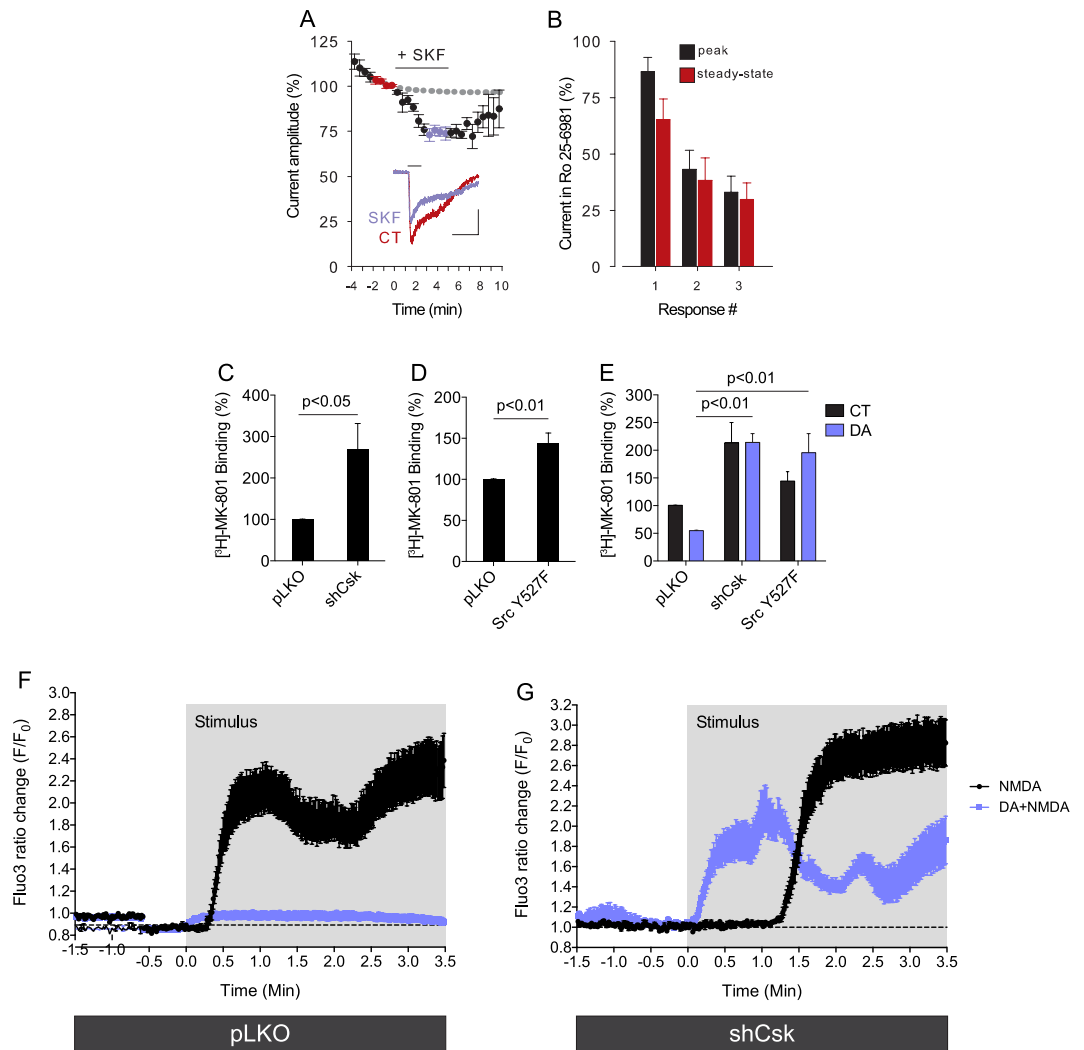 A
+ SKF
Current amplitude (%)
125
100
75
50
25
0
SKF
CT
-4 -2 0 2 4 6 8 10
Time (min)
B
peak
steady-state
Current in Ro 25-6981 (%)
100
75
50
25
0
1 2 3
Response #
C
p<0.05
[³H]-MK-801 Binding (%)
400
300
200
100
0
pLKO
shCsk
D
p<0.01
[³H]-MK-801 Binding (%)
150
100
50
0
pLKO
Src Y527F
E
p<0.01
p<0.01
CT
DA
[³H]-MK-801 Binding (%)
300
250
200
150
100
50
0
pLKO
shCsk
Src Y527F
F
Stimulus
Fluo3 ratio change (F/F₀)
3.0
2.8
2.6
2.4
2.2
2.0
1.8
1.6
1.4
1.2
1.0
0.8
-1.5 -1.0 -0.5 0.0 0.5 1.0 1.5 2.0 2.5 3.0 3.5
Time (Min)
pLKO
G
Stimulus
Fluo3 ratio change (F/F₀)
3.2
3.0
2.8
2.6
2.4
2.2
2.0
1.8
1.6
1.4
1.2
1.0
0.8
-1.5 -1.0 -0.5 0.0 0.5 1.0 1.5 2.0 2.5 3.0 3.5
Time (Min)
shCsk
NMDA
DA+NMDA